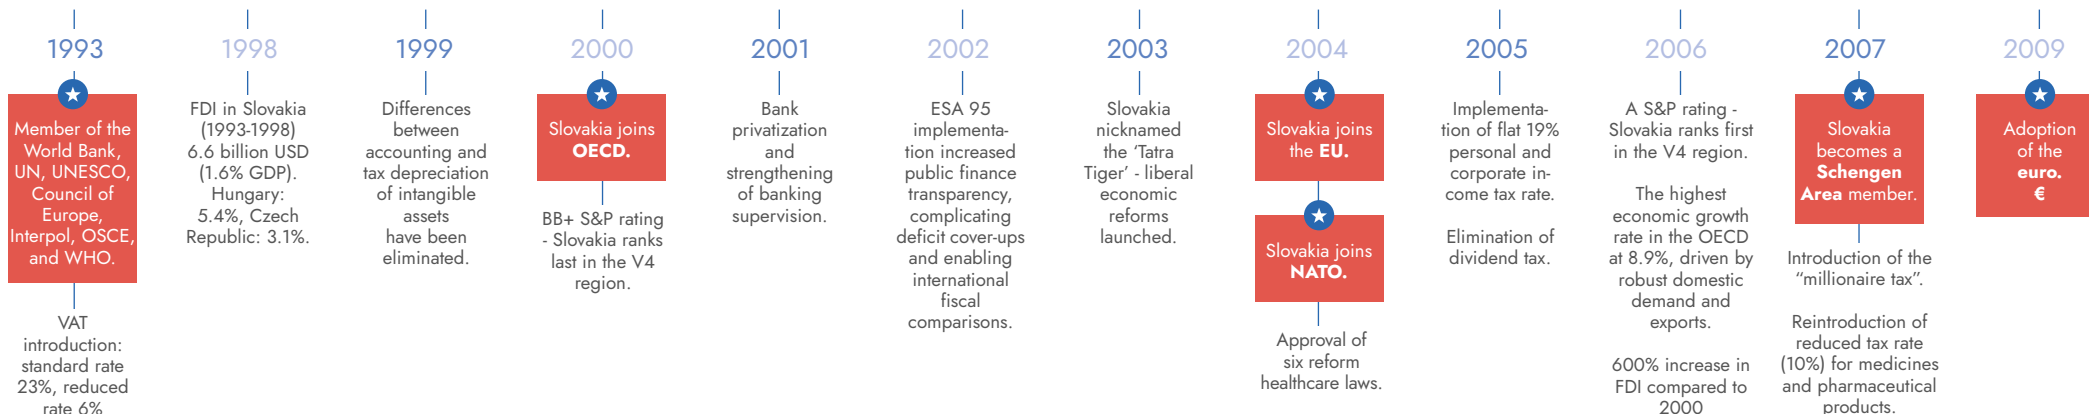 1993
Member of the
World Bank,
UN, UNESCO,
Council of
Europe,
Interpol, OSCE,
and WHO.
VAT
introduction:
standard rate
23%, reduced
rate 6%
1998
FDI in Slovakia
(1993-1998)
6.6 billion USD
(1.6% GDP).
Hungary:
5.4%, Czech
Republic: 3.1%.
1999
Differences
between
accounting and
tax depreciation
of intangible
assets
have been
eliminated.
2000
Slovakia joins
OECD.
BB+ S&P rating
- Slovakia ranks
last in the V4
region.
2001
Bank
privatization
and
strengthening
of banking
supervision.
2002
ESA 95
implementa-
tion increased
public finance
transparency,
complicating
deficit cover-ups
and enabling
international
fiscal
comparisons.
2003
Slovakia
nicknamed
the ‘Tatra
Tiger’ - liberal
economic
reforms
launched.
2004
Slovakia joins
the EU.
Slovakia joins
NATO.
Approval of
six reform
healthcare laws.
2005
Implementa-
tion of flat 19%
personal and
corporate in-
come tax rate.
Elimination of
dividend tax.
2006
A S&P rating -
Slovakia ranks first
in the V4 region.
The highest
economic growth
rate in the OECD
at 8.9%, driven by
robust domestic
demand and
exports.
600% increase in
FDI compared to
2000
2007
Slovakia
becomes a
Schengen
Area member.
Introduction of the
“millionaire tax”.
Reintroduction of
reduced tax rate
(10%) for medicines
and pharmaceutical
products.
2009
Adoption
of the
euro.
€